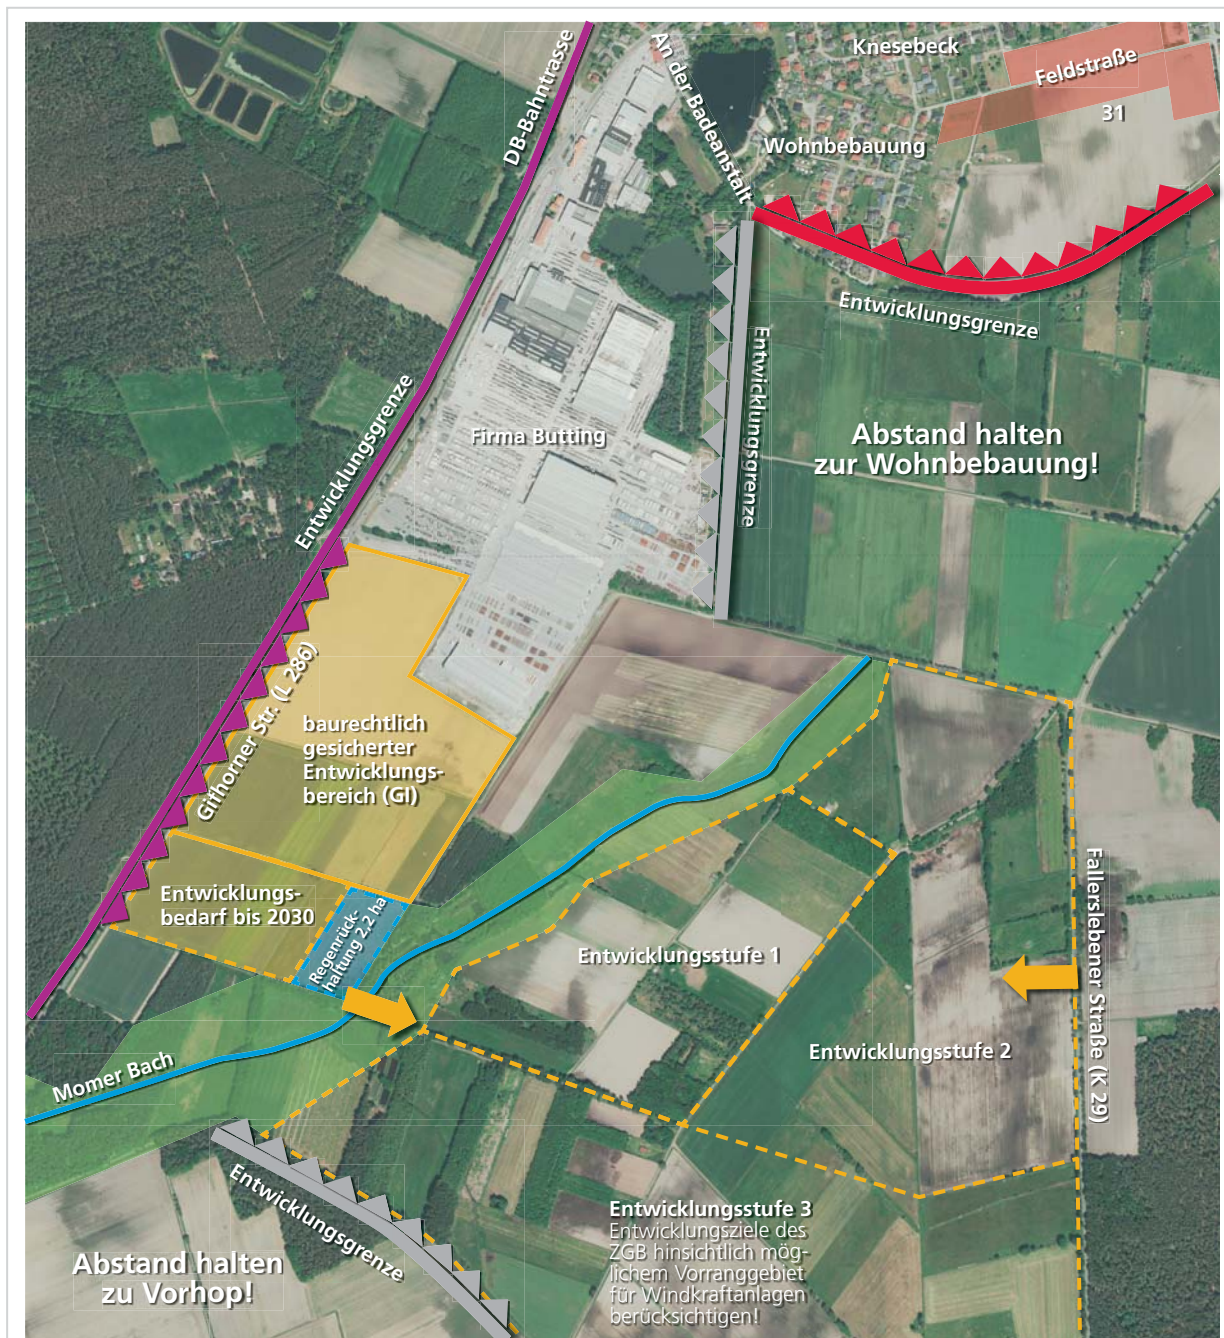 Knesebeck
Feldstraße
31
An der Badeanstalt
DB-Bahntrasse
Wohnbebauung
Entwicklungsgrenze
Entwicklungsgrenze
Entwicklungsgrenze
Firma Butting
Abstand halten
zur Wohnbebauung!
Gifhorner Str. (L 286)
baurechtlich
gesicherter
Entwicklungs-
bereich (GI)
Entwicklungs-
bedarf bis 2030
Regenrück-
haltung 2,2 ha
Entwicklungsstufe 1
Fallerslebener Straße (K 29)
Entwicklungsstufe 2
Momer Bach
Entwicklungsgrenze
Abstand halten
zu Vorhop!
Entwicklungsstufe 3
Entwicklungsziele des
ZGB hinsichtlich mög-
lichem Vorranggebiet
für Windkraftanlagen
berücksichtigen!